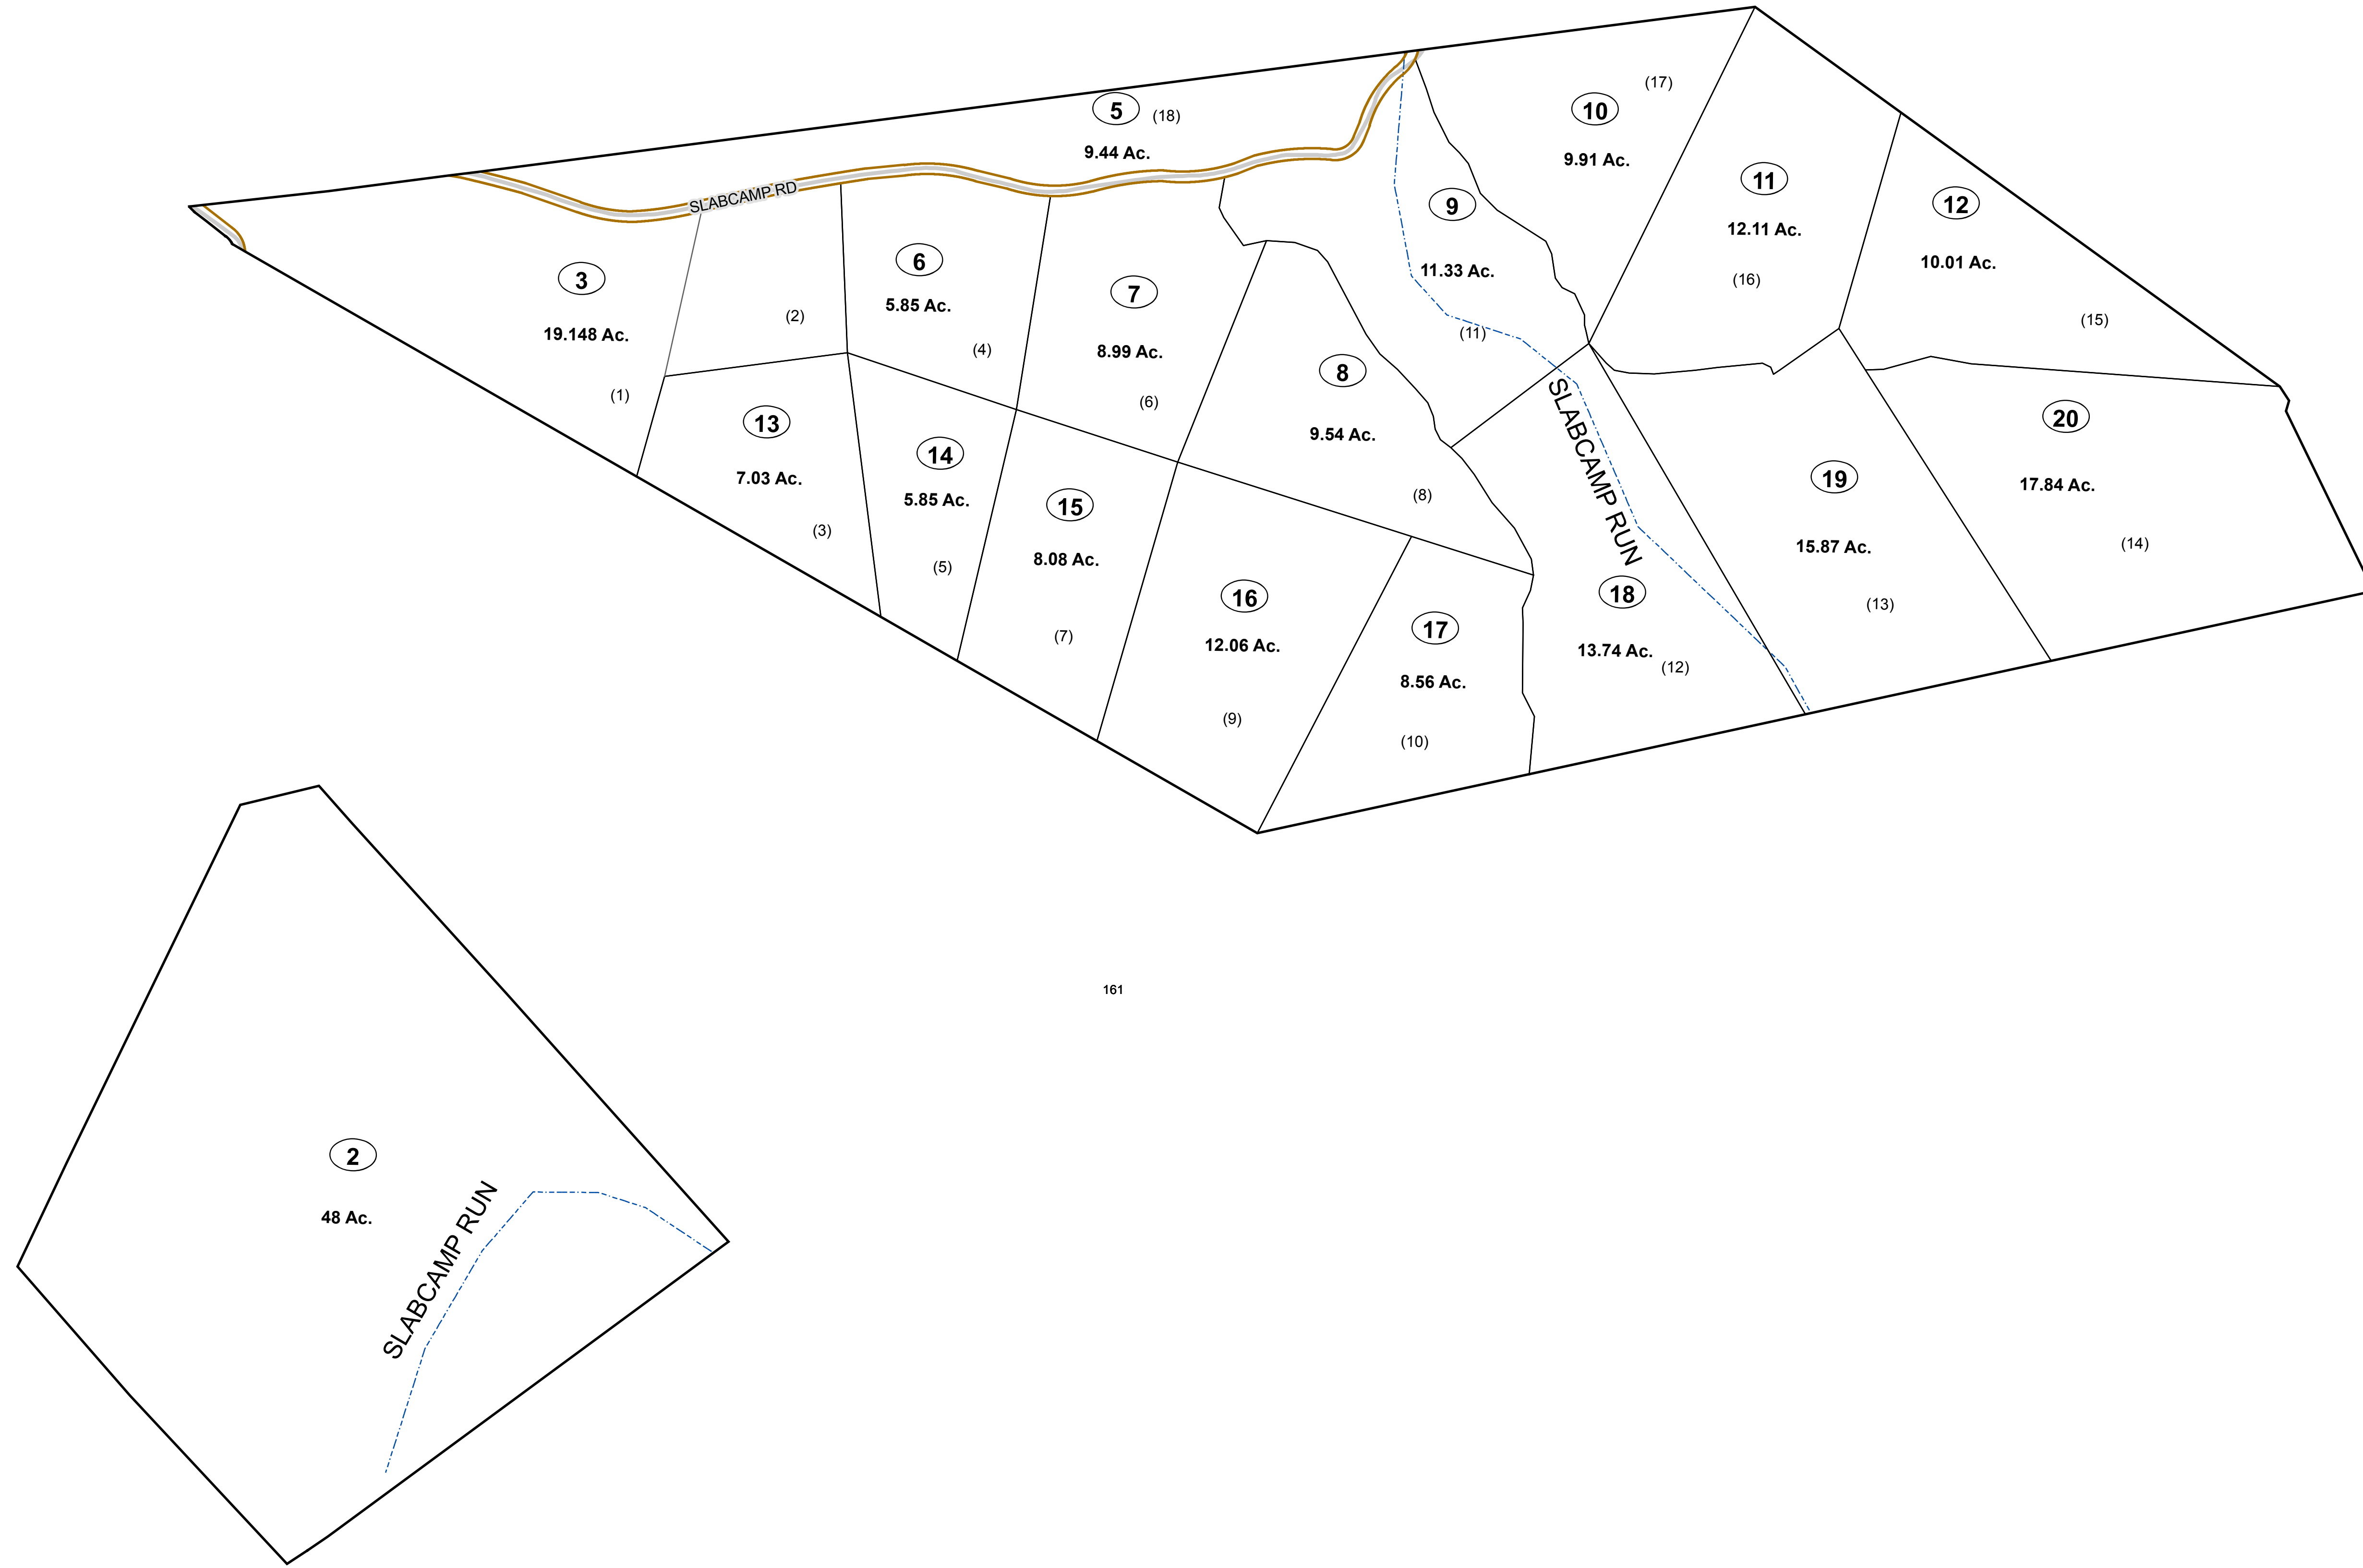 (17)
5
(18)
10
9.44 Ac.
9.91 Ac.
11
SLABCAMP RD
9
12
12.11 Ac.
6
10.01 Ac.
3
11.33 Ac.
(16)
7
5.85 Ac.
(2)
(15)
19.148 Ac.
(11)
(4)
8.99 Ac.
8
(1)
(6)
13
20
8.54 Ac.
9.54 Ac.
14
SLABCAMP RUN
7.03 Ac.
19
17.84 Ac.
(8)
5.85 Ac.
15
(3)
15.87 Ac.
(14)
8.08 Ac.
(5)
16
18
(13)
17
(7)
12.06 Ac.
13.74 Ac.
(12)
8.56 Ac.
(9)
(10)
161
2
48 Ac.
SLABCAMP RUN